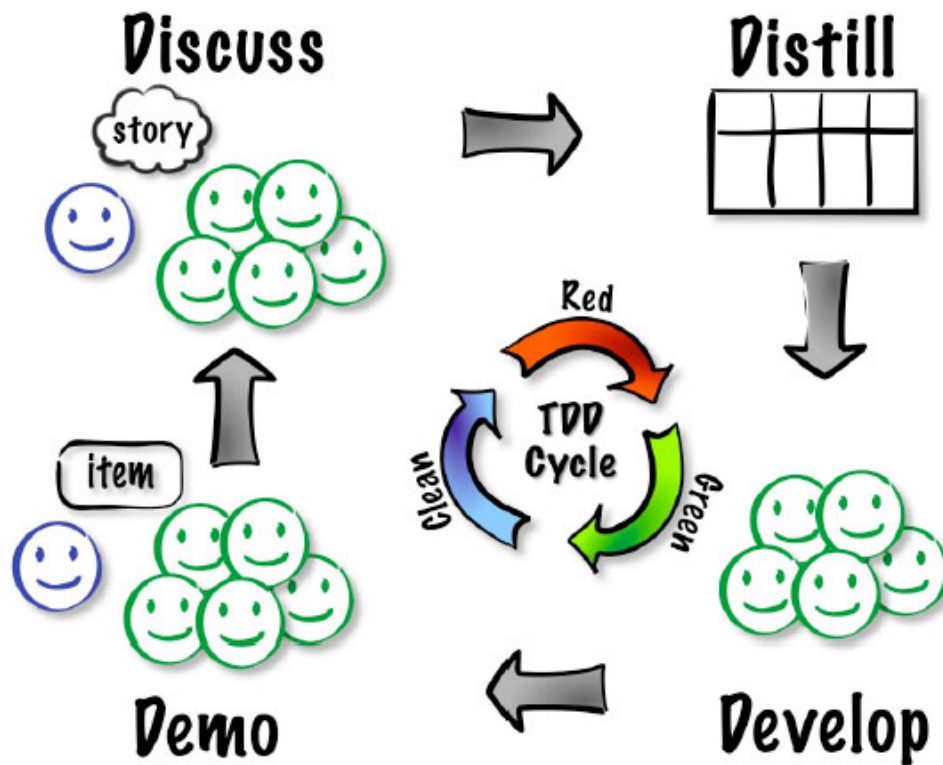 Discuss
Distill
story
Red
TDD
Cycle
Clean
Green
item
Demo
Develop